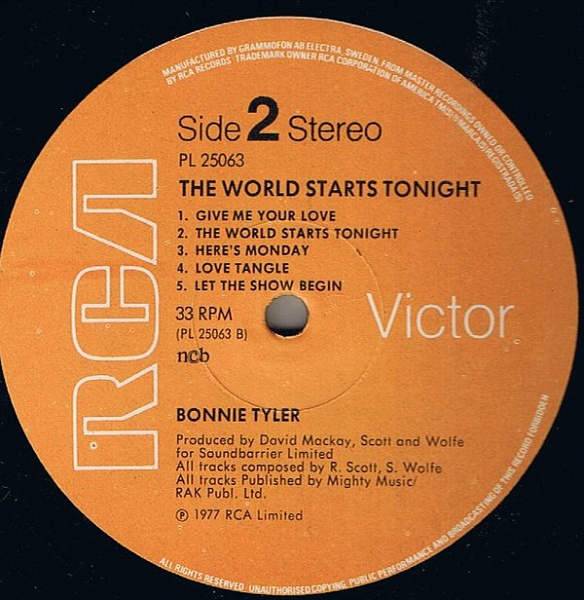 MANUFACTURED BY GRAMMOFON AB ELECTRA, SWEDEN, FROM MASTER RECORDINGS OWNED OR CONTROLLED
BY RCA RECORDS TRADEMARK OWNER RCA CORPORATION OF AMERICA TM(S)® MARCA(S) REGISTRADA(S)
Side 2 Stereo
PL 25063
THE WORLD STARTS TONIGHT
1. GIVE ME YOUR LOVE
2. THE WORLD STARTS TONIGHT
3. HERE'S MONDAY
4. LOVE TANGLE
5. LET THE SHOW BEGIN
33 RPM
(PL 25063 B)
ncb
RCA
Victor
BONNIE TYLER
Produced by David Mackay, Scott and Wolfe
for Soundbarrier Limited
All tracks composed by R. Scott, S. Wolfe
All tracks Published by Mighty Music/
RAK Publ. Ltd.
℗ 1977 RCA Limited
ALL RIGHTS RESERVED - UNAUTHORISED COPYING, PUBLIC PERFORMANCE AND BROADCASTING OF THIS RECORD FORBIDDEN